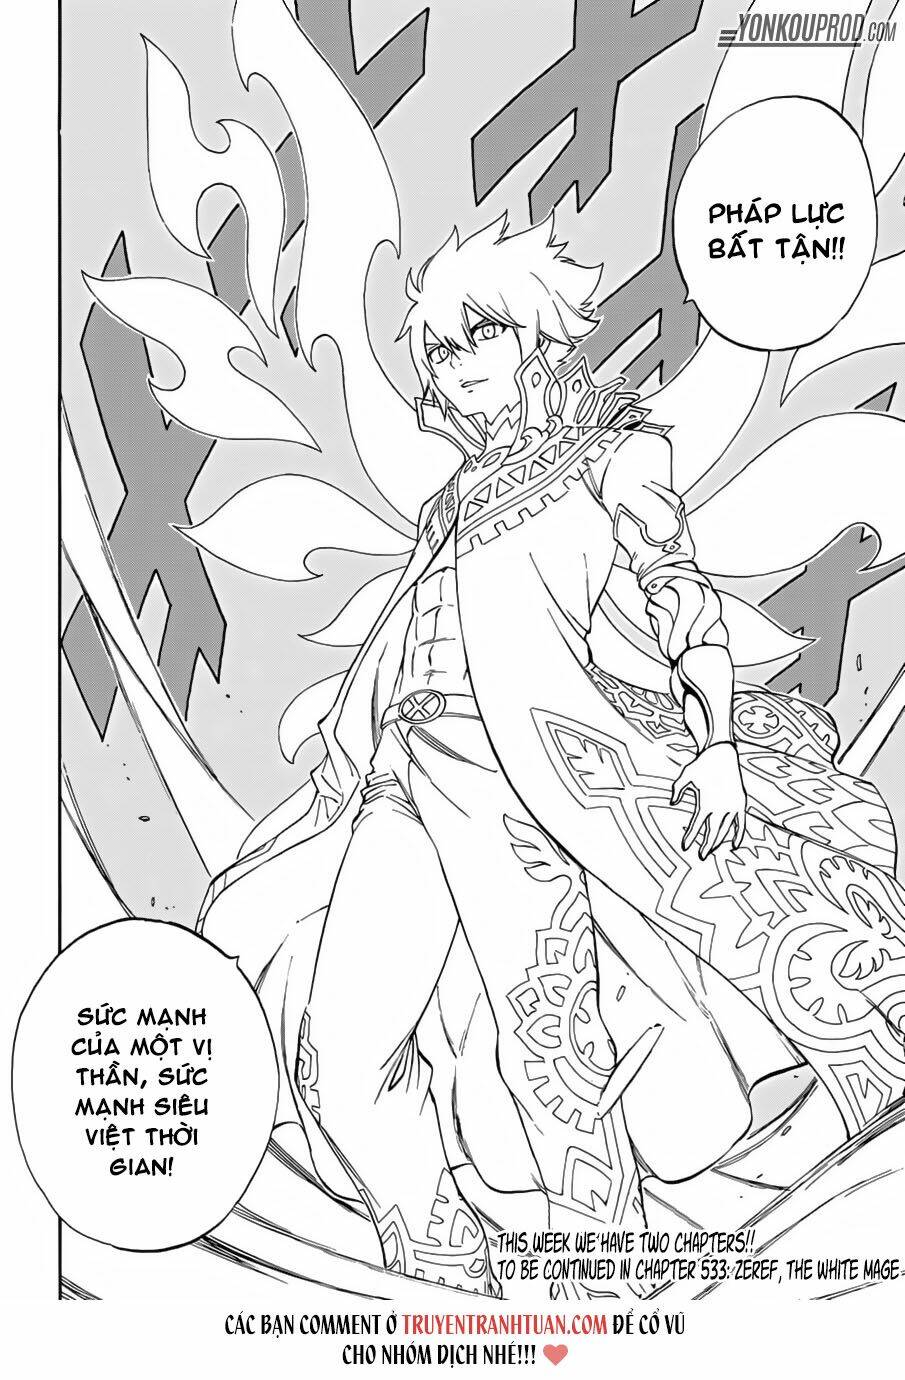 YONKOUPROD.COM
PHÁP LỰC
BẤT TẬN!!
SỨC MẠNH
CỦA MỘT VỊ
THẦN, SỨC
MẠNH SIÊU
VIỆT THỜI
GIAN!
THIS WEEK WE HAVE TWO CHAPTERS!!
TO BE CONTINUED IN CHAPTER 533: ZEREF, THE WHITE MAGE
CÁC BẠN COMMENT Ở TRUYENTRANHTUAN.COM ĐỂ CỔ VŨ
CHO NHÓM DỊCH NHÉ!!! ❤